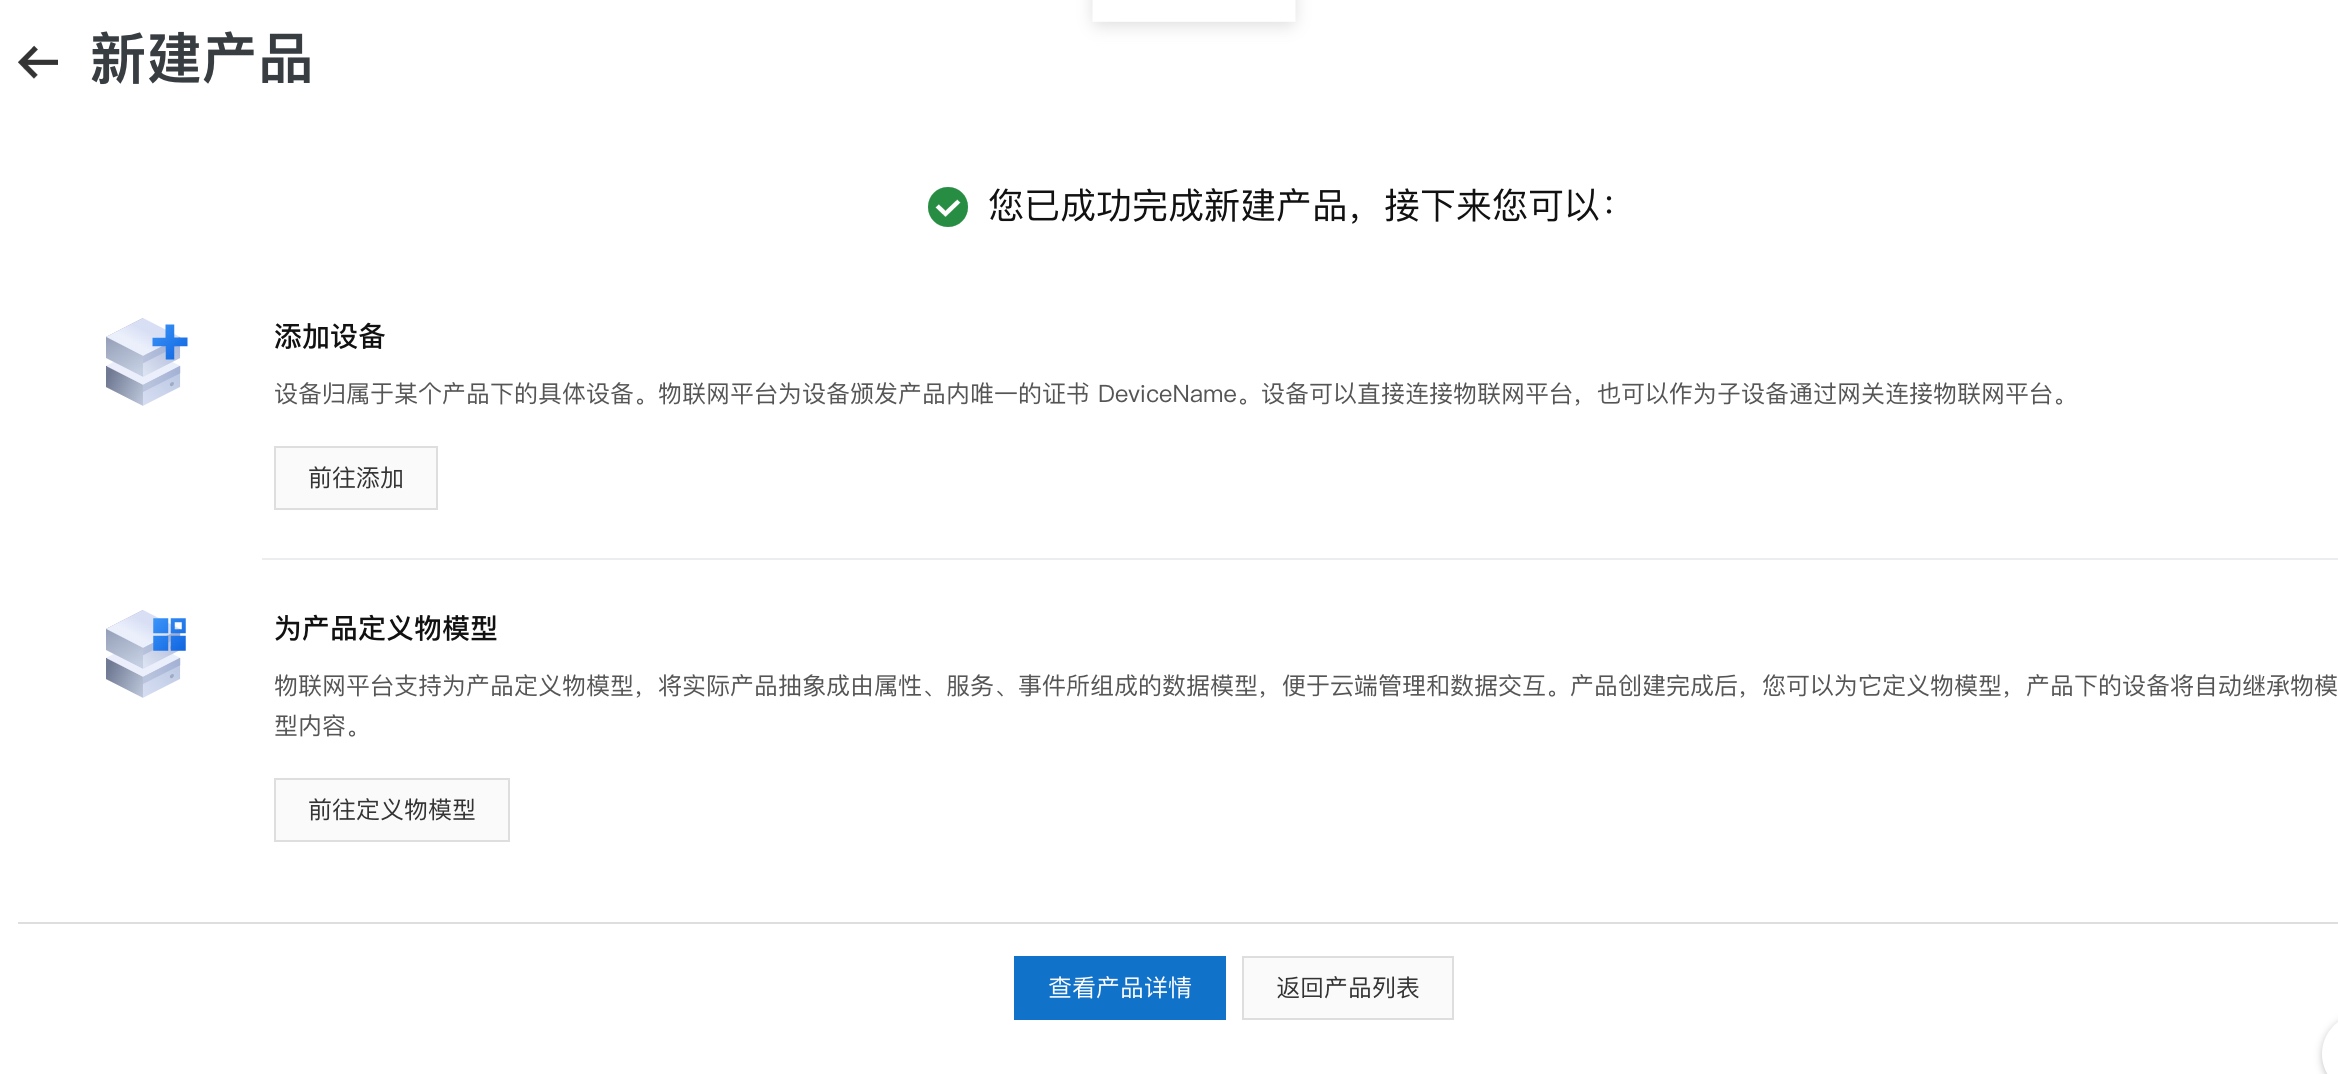 新建产品
您已成功完成新建产品，接下来您可以：
添加设备
设备归属于某个产品下的具体设备。物联网平台为设备颁发产品内唯一的证书 DeviceName。设备可以直接连接物联网平台，也可以作为子设备通过网关连接物联网平台。
前往添加
为产品定义物模型
物联网平台支持为产品定义物模型，将实际产品抽象成由属性、服务、事件所组成的数据模型，便于云端管理和数据交互。产品创建完成后，您可以为它定义物模型，产品下的设备将自动继承物模
型内容。
前往定义物模型
查看产品详情
返回产品列表